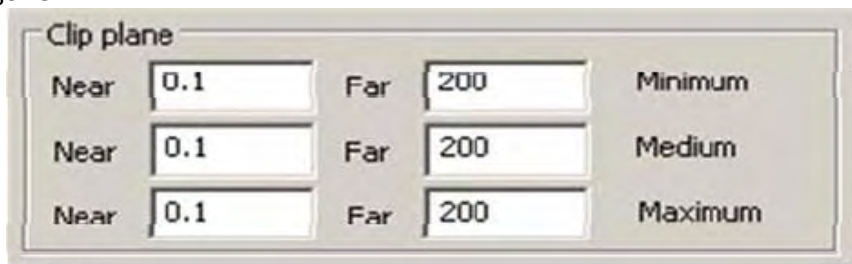 Clip plane
Near 0.1 Far 200 Minimum
Near 0.1 Far 200 Medium
Near 0.1 Far 200 Maximum